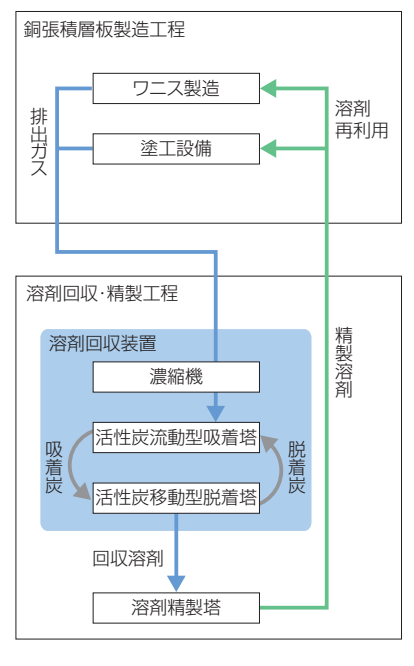 銅張積層板製造工程
ワニス製造
塗工設備
排出ガス
溶剤
再利用
溶剤回収・精製工程
溶剤回収装置
濃縮機
活性炭流動型吸着塔
吸着炭
脱着炭
活性炭移動型脱着塔
回収溶剤
溶剤精製塔
精製溶剤